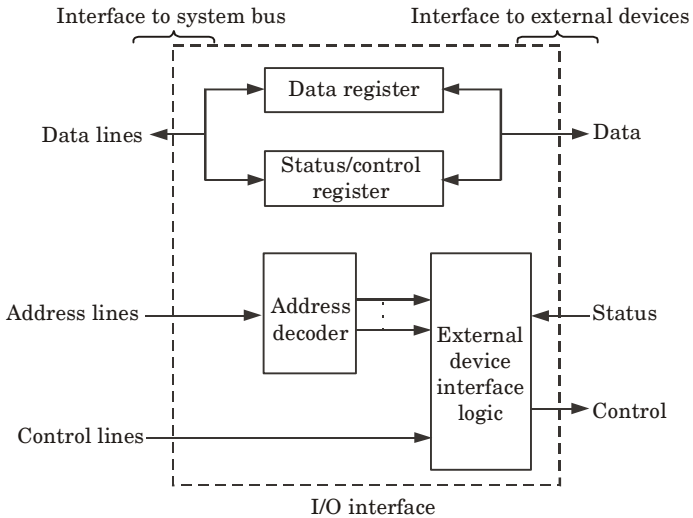 Interface to system bus
Interface to external devices
Data register
Data lines
Data
Status/control
register
Address lines
Address
decoder
External
device
interface
logic
Status
Control
Control lines
I/O interface